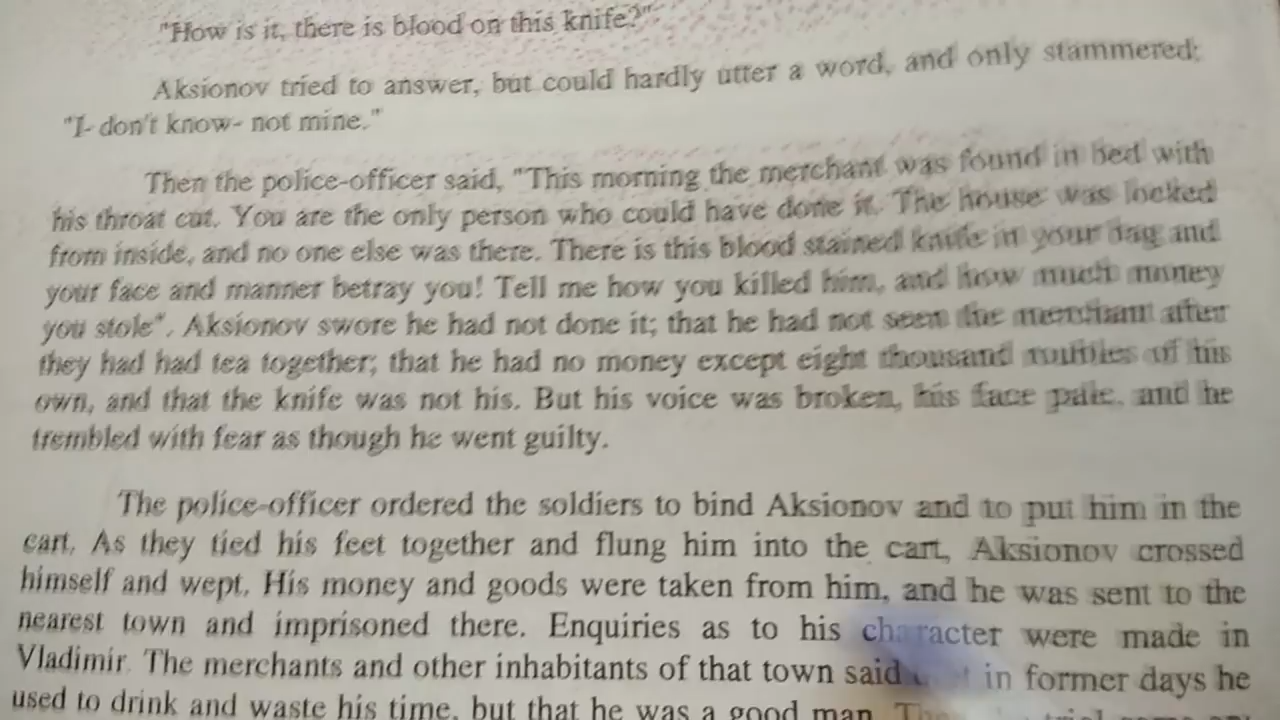 "How is it, there is blood on this knife?"
Aksionov tried to answer, but could hardly utter a word, and only stammered;
"I- don't know- not mine."
Then the police-officer said, "This morning the merchant was found in bed with
his throat cut. You are the only person who could have done it. The house was locked
from inside, and no one else was there. There is this blood stained knife in your bag and
your face and manner betray you! Tell me how you killed him, and how much money
you stole". Aksionov swore he had not done it; that he had not seen the merchant after
they had had tea together; that he had no money except eight thousand roubles of his
own, and that the knife was not his. But his voice was broken, his face pale, and he
trembled with fear as though he went guilty.
The police-officer ordered the soldiers to bind Aksionov and to put him in the
cart. As they tied his feet together and flung him into the cart, Aksionov crossed
himself and wept. His money and goods were taken from him, and he was sent to the
nearest town and imprisoned there. Enquiries as to his character were made in
Vladimir. The merchants and other inhabitants of that town said in former days he
used to drink and waste his time, but that he was a good man.